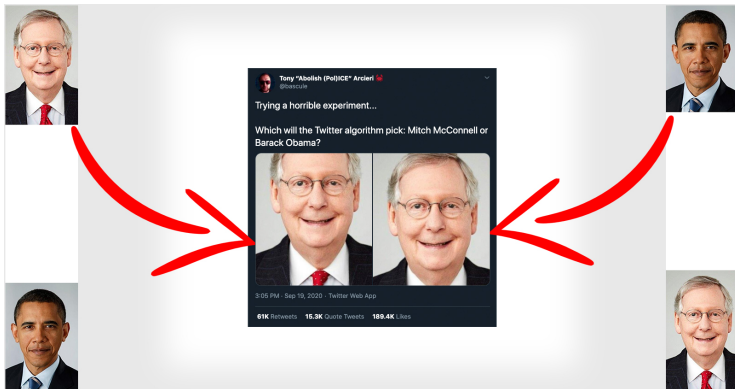 Tony "Abolish (Pol)ICE" Arcieri 🦀
@bascule
Trying a horrible experiment...
Which will the Twitter algorithm pick: Mitch McConnell or
Barack Obama?
3:05 PM · Sep 19, 2020 · Twitter Web App
61K Retweets 15.3K Quote Tweets 189.4K Likes